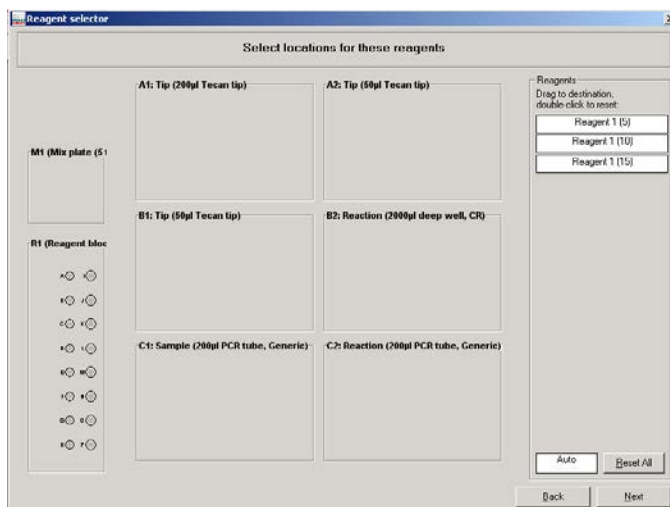 Reagent selector
Select locations for these reagents
A1: Tip (200µl Tecan tip)
A2: Tip (50µl Tecan tip)
M1 (Mix plate (5
B1: Tip (50µl Tecan tip)
B2: Reaction (2000µl deep well, CR)
R1 (Reagent bloc
C1: Sample (200µl PCR tube, Generic)
C2: Reaction (200µl PCR tube, Generic)
Reagents
Drag to destination,
double click to reset:
Reagent 1 (5)
Reagent 1 (10)
Reagent 1 (15)
Auto
Reset All
Back
Next